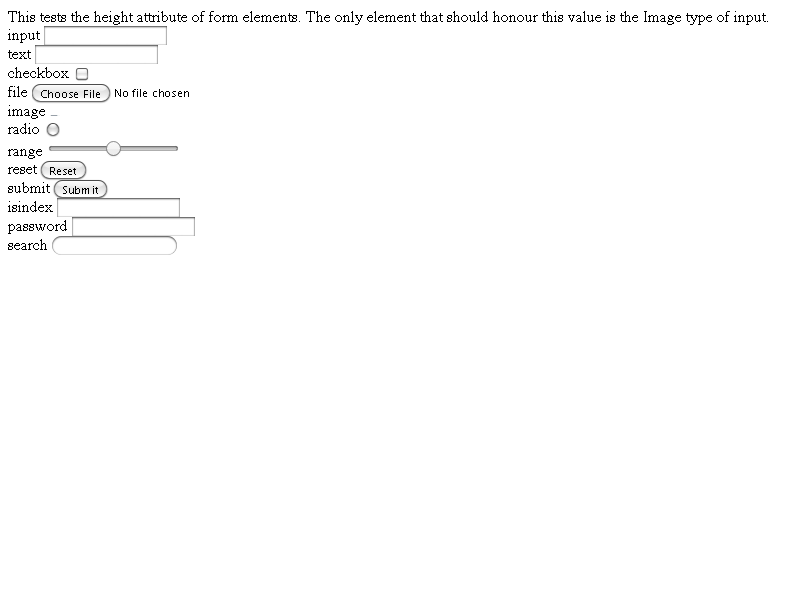 This tests the height attribute of form elements. The only element that should honour this value is the Image type of input.
input
text
checkbox
file Choose File No file chosen
image
radio
range
reset Reset
submit Submit
isindex
password
search